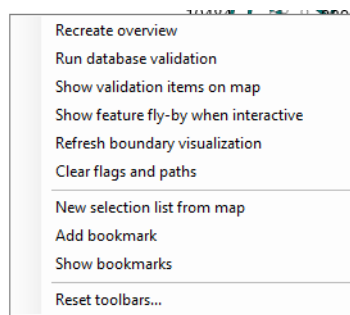 Recreate overview
Run database validation
Show validation items on map
Show feature fly-by when interactive
Refresh boundary visualization
Clear flags and paths
New selection list from map
Add bookmark
Show bookmarks
Reset toolbars...